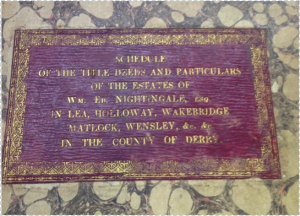 SCHEDULE
OF THE TITLE DEEDS AND PARTICULARS
OF THE ESTATES OF
WM. ED. NIGHTINGALE, ESQ.
IN LEA, HOLLOWAY, WAKEBRIDGE
MATLOCK, WENSLEY, &c. &c.
IN THE COUNTY OF DERBY.